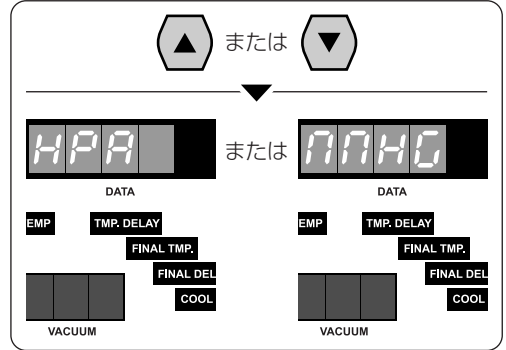 ▲ または ▼
HPA または ΠΠHG
DATA DATA
EMP TMP. DELAY EMP TMP. DELAY
FINAL TMP. FINAL TMP.
FINAL DEL FINAL DEL
COOL COOL
VACUUM VACUUM